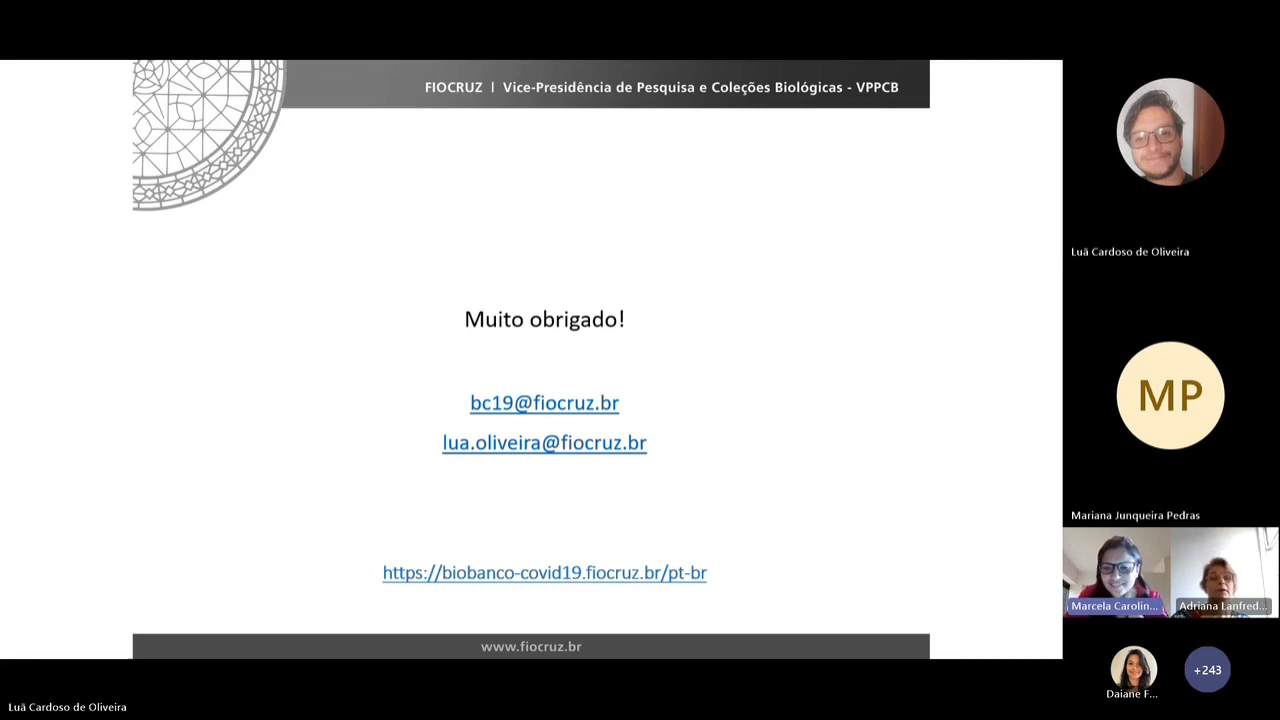 FIOCRUZ | Vice-Presidência de Pesquisa e Coleções Biológicas - VPPCB
Muito obrigado!
bc19@fiocruz.br
lua.oliveira@fiocruz.br
https://biobanco-covid19.fiocruz.br/pt-br
www.fiocruz.br
Luã Cardoso de Oliveira
MP
Mariana Junqueira Pedras
Marcela Carolin...
Adriana Lanfred...
Daiane F...
+243
Luã Cardoso de Oliveira